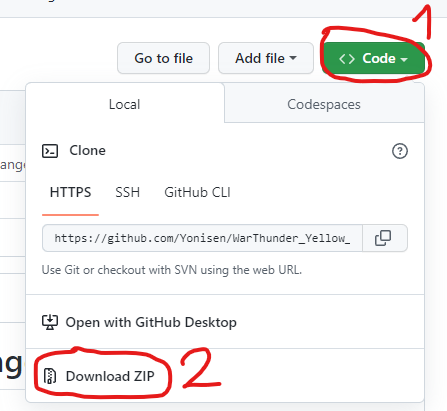 1
Go to file
Add file
<> Code
Local
Codespaces
Clone
HTTPS
SSH
GitHub CLI
https://github.com/Yonisen/WarThunder_Yellow_
Use Git or checkout with SVN using the web URL.
Open with GitHub Desktop
Download ZIP
2